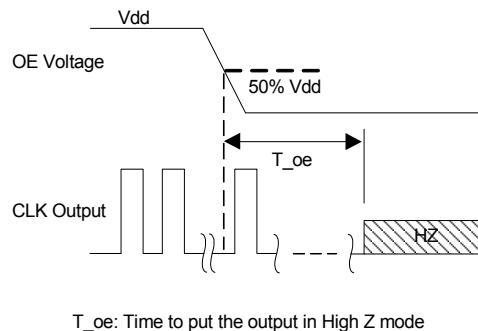 Vdd
OE Voltage
50% Vdd
T_oe
CLK Output
HZ
T_oe: Time to put the output in High Z mode